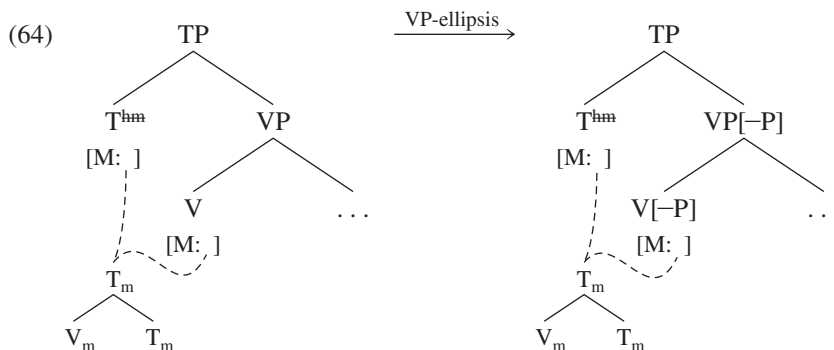 (64) TP VP-ellipsis TP
Thm VP Thm VP[−P]
[M: ] [M: ]
V . . . V[−P] . .
[M: ] [M: ]
Tm Tm
Vm Tm Vm Tm